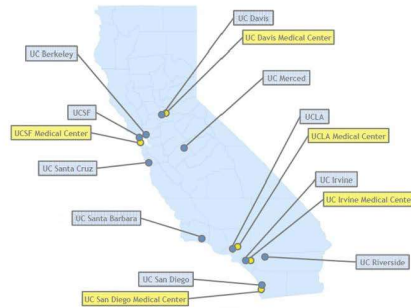 UC Davis
UC Davis Medical Center
UC Berkeley
UC Merced
UCSF
UCLA
UCSF Medical Center
UCLA Medical Center
UC Santa Cruz
UC Irvine
UC Irvine Medical Center
UC Santa Barbara
UC Riverside
UC San Diego
UC San Diego Medical Center